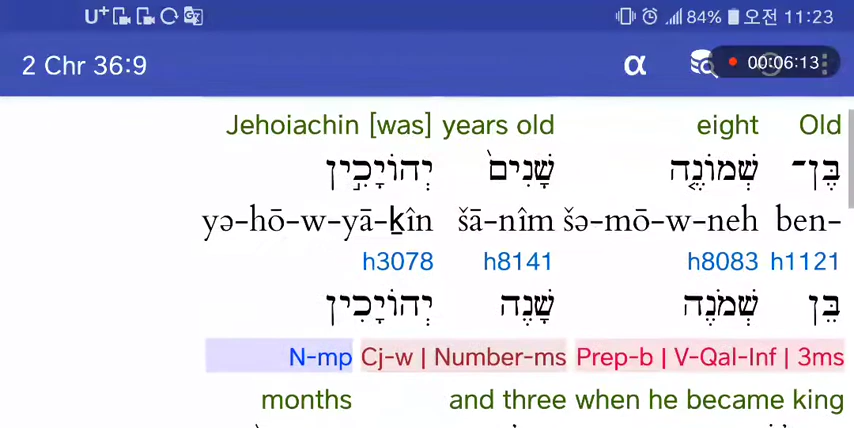 U+ 84% 오전 11:23
2 Chr 36:9 α 00:06:13
Jehoiachin [was] years old eight Old
בֶּן־ שְׁמוֹנֶ֤ה שָׁנִים֙ יְהוֹיָכִ֣ין
yə-hō-w-yā-ḵîn šā-nîm šə-mō-w-neh ben-
h3078 h8141 h8083 h1121
בֵּן שְׁמֹנֶה שָׁנֶה יְהוֹיָכִין
N-mp Cj-w | Number-ms Prep-b | V-Qal-Inf | 3ms
months and three when he became king